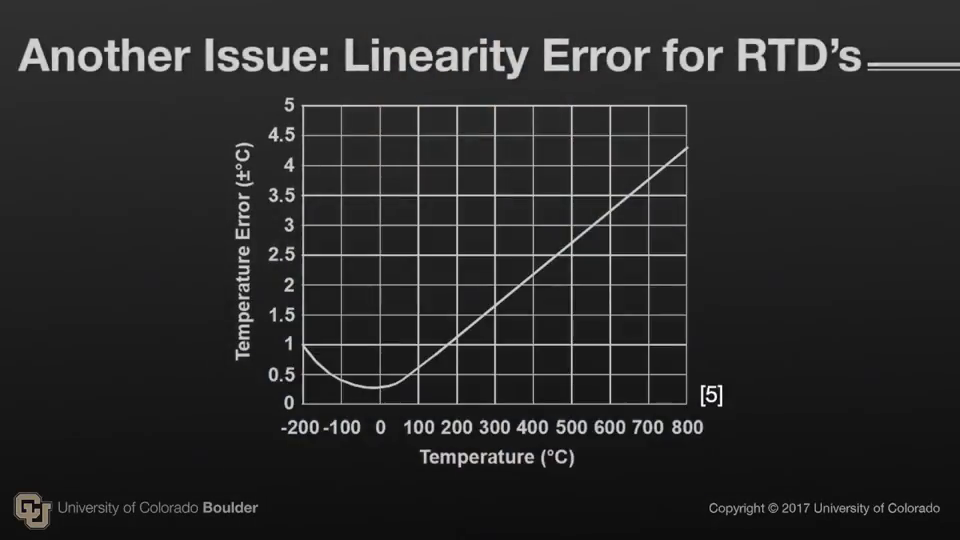 Another Issue: Linearity Error for RTD's
5
4.5
4
3.5
3
2.5
2
1.5
1
0.5
0
Temperature Error (±°C)
[5]
-200 -100 0 100 200 300 400 500 600 700 800
Temperature (°C)
CU University of Colorado Boulder
Copyright © 2017 University of Colorado